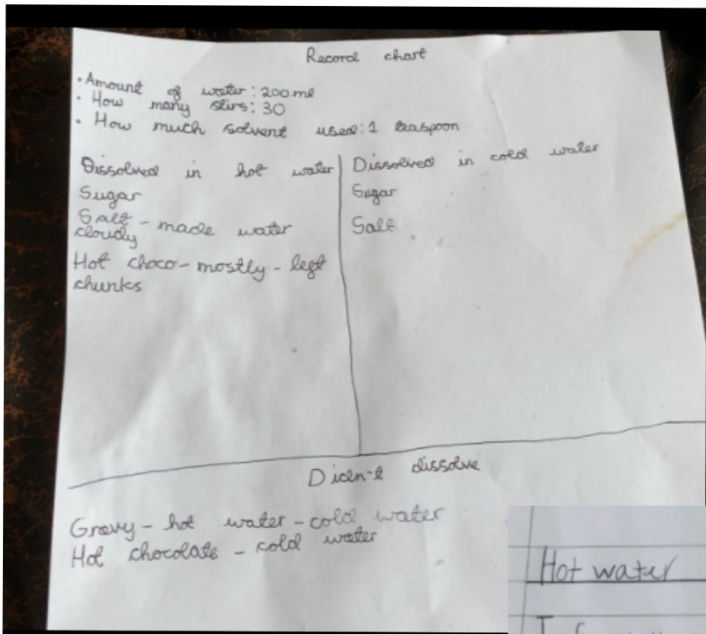 Record chart
• Amount of water: 200ml
• How many stirs: 30
• How much solvent used: 1 teaspoon
Dissolved in hot water
Sugar
Salt - made water
cloudy
Hot choco - mostly - left
chunks
Dissolved in cold water
Sugar
Salt
Didn't dissolve
Gravy - hot water - cold water
Hot chocolate - cold water
Hot water